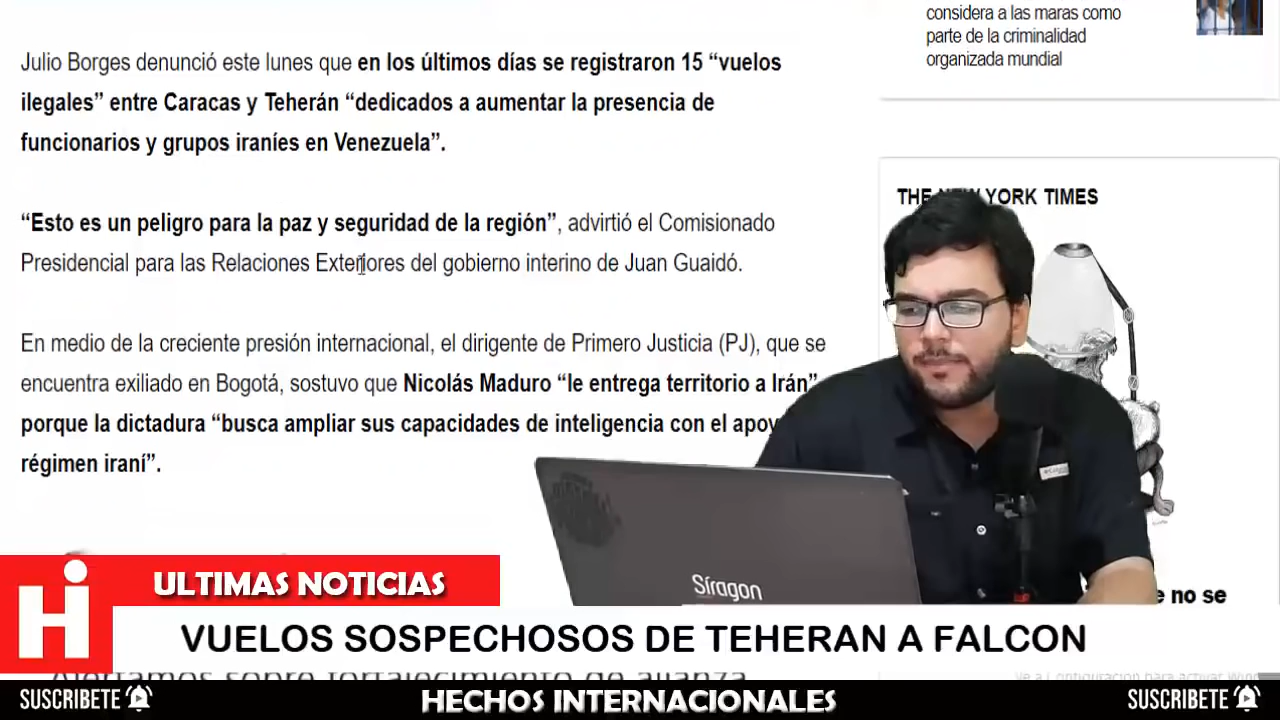 considera a las maras como
parte de la criminalidad
organizada mundial
Julio Borges denunció este lunes que en los últimos días se registraron 15 “vuelos
ilegales” entre Caracas y Teherán “dedicados a aumentar la presencia de
funcionarios y grupos iraníes en Venezuela”.
“Esto es un peligro para la paz y seguridad de la región”, advirtió el Comisionado
Presidencial para las Relaciones Exteriores del gobierno interino de Juan Guaidó.
En medio de la creciente presión internacional, el dirigente de Primero Justicia (PJ), que se
encuentra exiliado en Bogotá, sostuvo que Nicolás Maduro “le entrega territorio a Irán”
porque la dictadura “busca ampliar sus capacidades de inteligencia con el
régimen iraní”.
THE YORK TIMES
no se
Síragon
Hi
ULTIMAS NOTICIAS
VUELOS SOSPECHOSOS DE TEHERAN A FALCON
SUSCRIBETE
HECHOS INTERNACIONALES
SUSCRIBETE